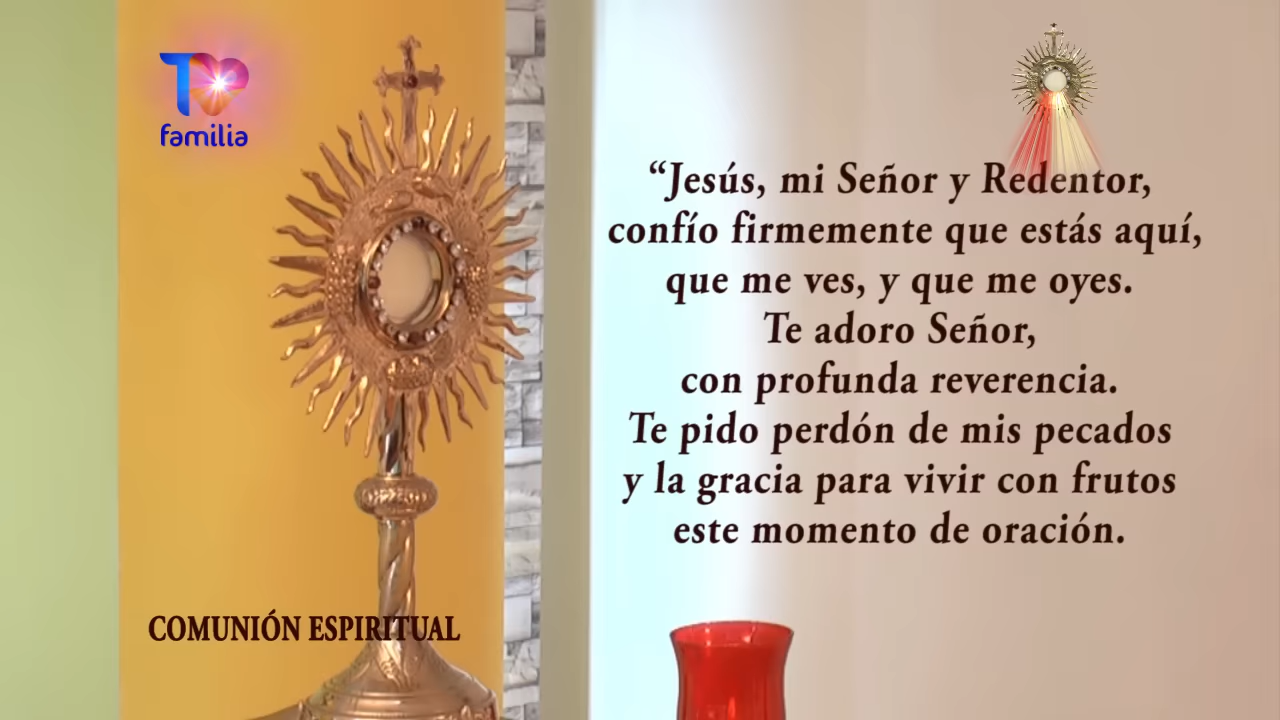 TV
familia
“Jesús, mi Señor y Redentor,
confío firmemente que estás aquí,
que me ves, y que me oyes.
Te adoro Señor,
con profunda reverencia.
Te pido perdón de mis pecados
y la gracia para vivir con frutos
este momento de oración.
COMUNIÓN ESPIRITUAL